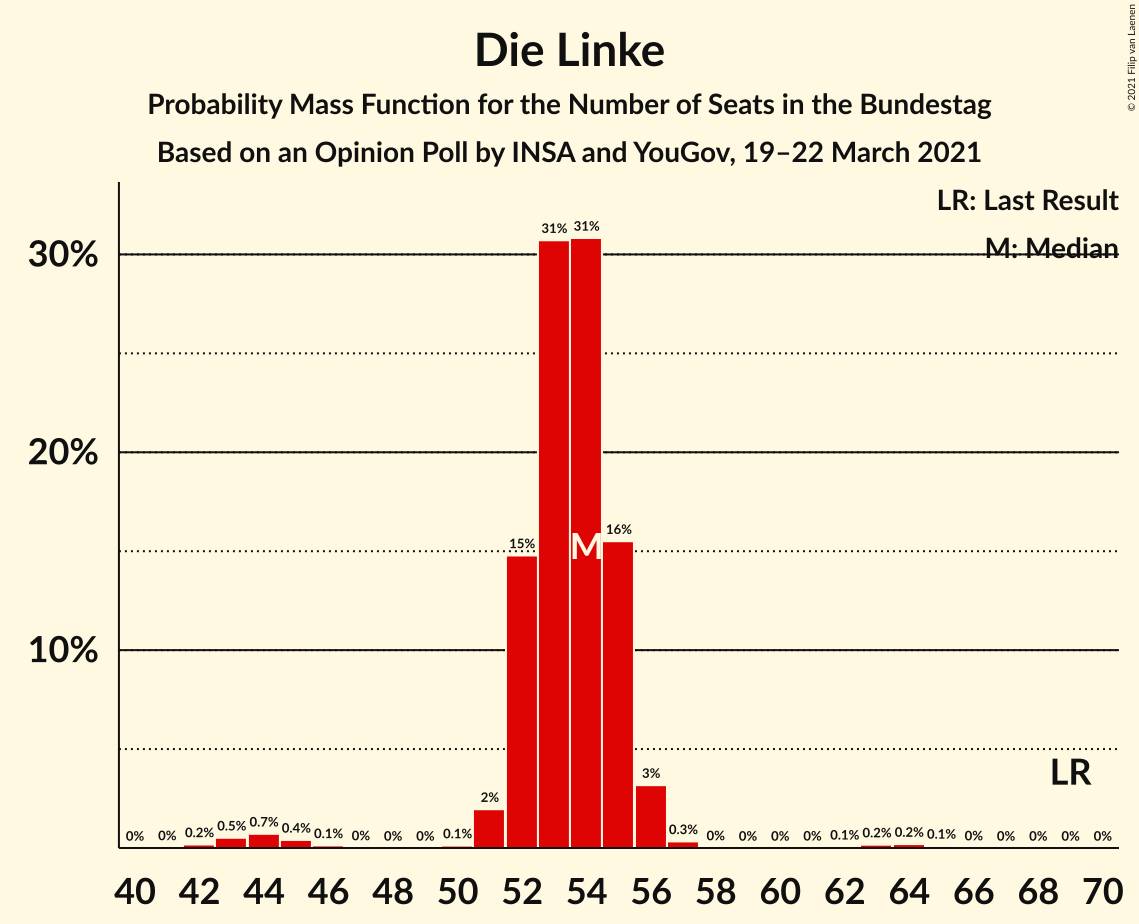 Die Linke
Probability Mass Function for the Number of Seats in the Bundestag
Based on an Opinion Poll by INSA and YouGov, 19–22 March 2021
© 2021 Filip van Laenen
LR: Last Result
M: Median
30%
20%
10%
0% 0% 0.2% 0.5% 0.7% 0.4% 0.1% 0% 0% 0% 0.1% 2% 15% 31% 31% 16% 3% 0.3% 0% 0% 0% 0% 0.1% 0.2% 0.2% 0.1% 0% 0% 0% 0% 0%
M
LR
40 42 44 46 48 50 52 54 56 58 60 62 64 66 68 70